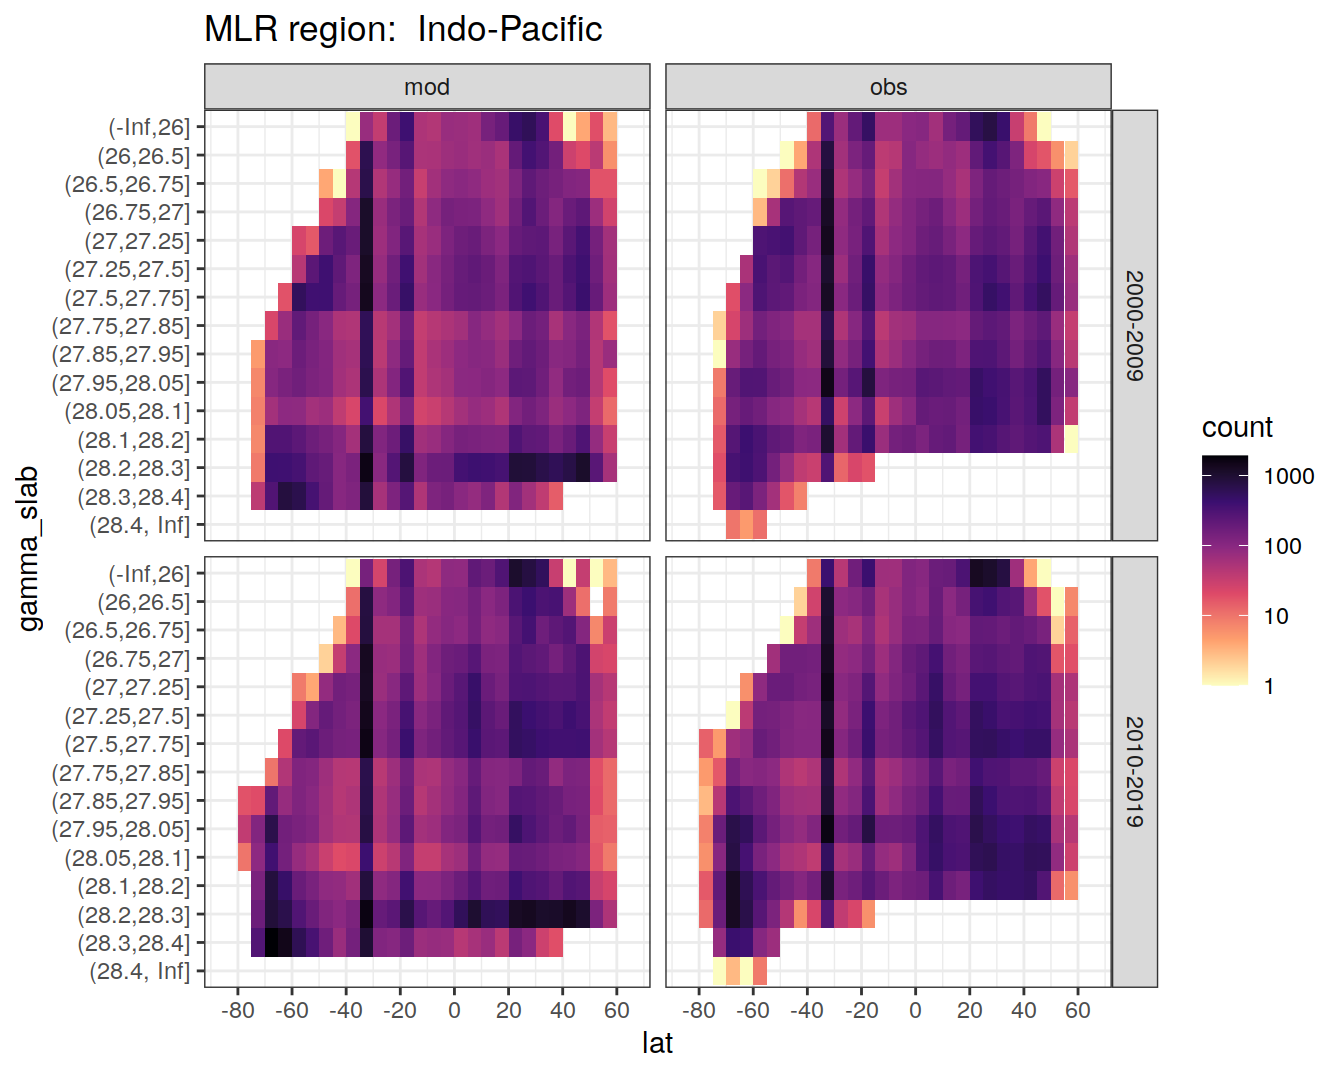 MLR region:  Indo-Pacific
mod
obs
(-Inf,26]
(26,26.5]
(26.5,26.75]
(26.75,27]
(27,27.25]
(27.25,27.5]
(27.5,27.75]
(27.75,27.85]
(27.85,27.95]
(27.95,28.05]
(28.05,28.1]
(28.1,28.2]
(28.2,28.3]
(28.3,28.4]
(28.4, Inf]
2000-2009
(-Inf,26]
(26,26.5]
(26.5,26.75]
(26.75,27]
(27,27.25]
(27.25,27.5]
(27.5,27.75]
(27.75,27.85]
(27.85,27.95]
(27.95,28.05]
(28.05,28.1]
(28.1,28.2]
(28.2,28.3]
(28.3,28.4]
(28.4, Inf]
2010-2019
gamma_slab
-80 -60 -40 -20 0 20 40 60
-80 -60 -40 -20 0 20 40 60
lat
count
1000
100
10
1